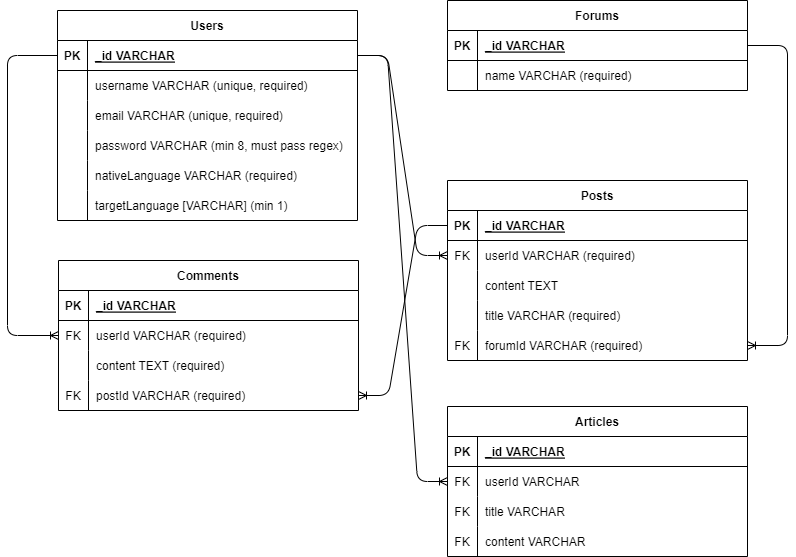 Users
PK _id VARCHAR
username VARCHAR (unique, required)
email VARCHAR (unique, required)
password VARCHAR (min 8, must pass regex)
nativeLanguage VARCHAR (required)
targetLanguage [VARCHAR] (min 1)
Forums
PK _id VARCHAR
name VARCHAR (required)
Posts
PK _id VARCHAR
FK userId VARCHAR (required)
content TEXT
title VARCHAR (required)
FK forumId VARCHAR (required)
Comments
PK _id VARCHAR
FK userId VARCHAR (required)
content TEXT (required)
FK postId VARCHAR (required)
Articles
PK _id VARCHAR
FK userId VARCHAR
FK title VARCHAR
FK content VARCHAR